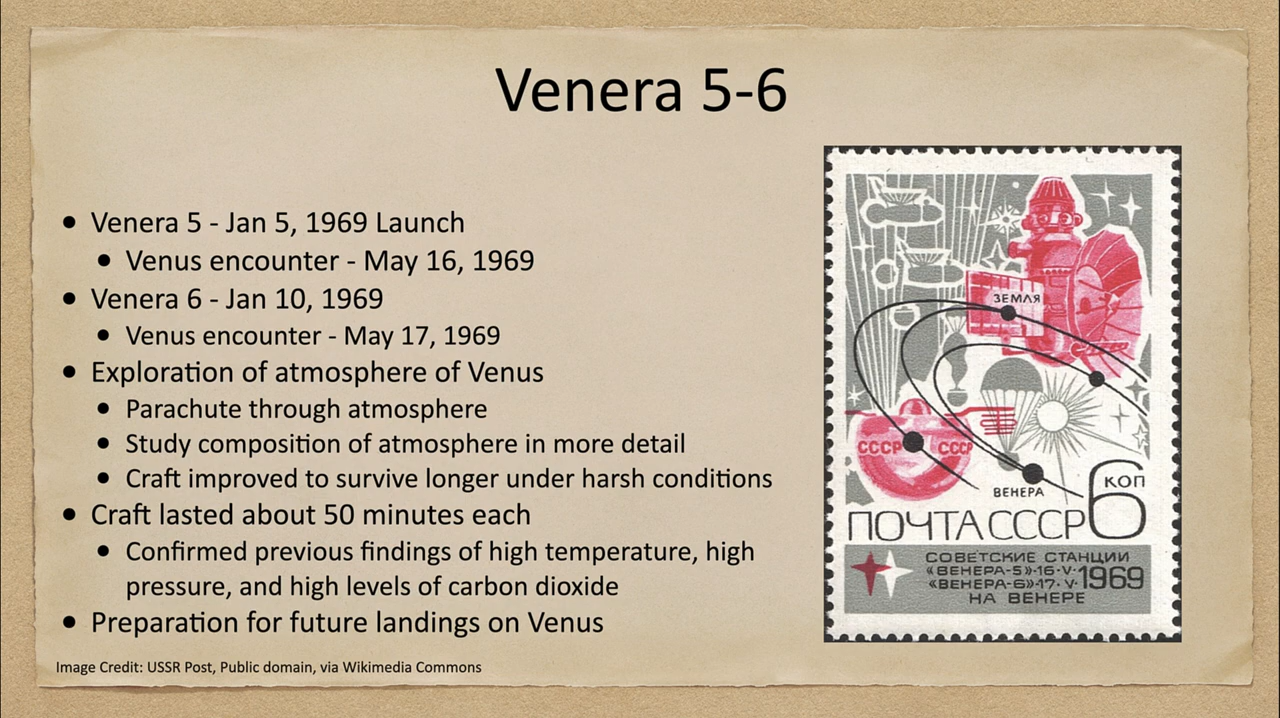 Venera 5-6
• Venera 5 - Jan 5, 1969 Launch
• Venus encounter - May 16, 1969
• Venera 6 - Jan 10, 1969
• Venus encounter - May 17, 1969
• Exploration of atmosphere of Venus
• Parachute through atmosphere
• Study composition of atmosphere in more detail
• Craft improved to survive longer under harsh conditions
• Craft lasted about 50 minutes each
• Confirmed previous findings of high temperature, high
pressure, and high levels of carbon dioxide
• Preparation for future landings on Venus
Image Credit: USSR Post, Public domain, via Wikimedia Commons
ЗЕМЛЯ
СССР СССР
ВЕНЕРА
6 КОП
ПОЧТА СССР
СОВЕТСКИЕ СТАНЦИИ
«ВЕНЕРА-5»·16·V·
«ВЕНЕРА-6»·17·V· 1969
НА ВЕНЕРЕ